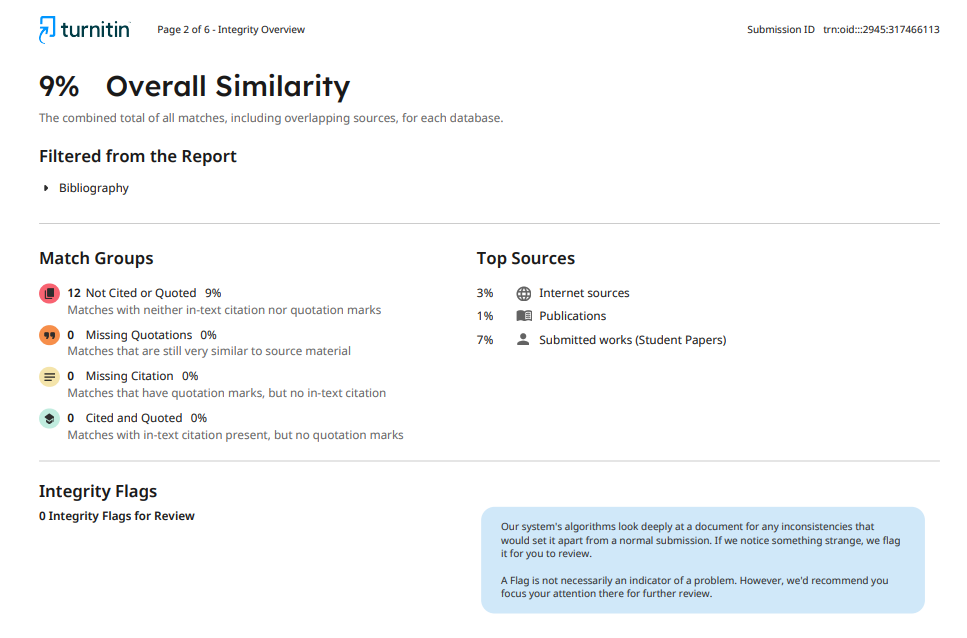 turnitin Page 2 of 6 - Integrity Overview Submission ID trn:oid:::2945:317466113
9% Overall Similarity
The combined total of all matches, including overlapping sources, for each database.
Filtered from the Report
Bibliography
Match Groups
12 Not Cited or Quoted 9%
Matches with neither in-text citation nor quotation marks
0 Missing Quotations 0%
Matches that are still very similar to source material
0 Missing Citation 0%
Matches that have quotation marks, but no in-text citation
0 Cited and Quoted 0%
Matches with in-text citation present, but no quotation marks
Top Sources
3% Internet sources
1% Publications
7% Submitted works (Student Papers)
Integrity Flags
0 Integrity Flags for Review
Our system's algorithms look deeply at a document for any inconsistencies that
would set it apart from a normal submission. If we notice something strange, we flag
it for you to review.
A Flag is not necessarily an indicator of a problem. However, we'd recommend you
focus your attention there for further review.